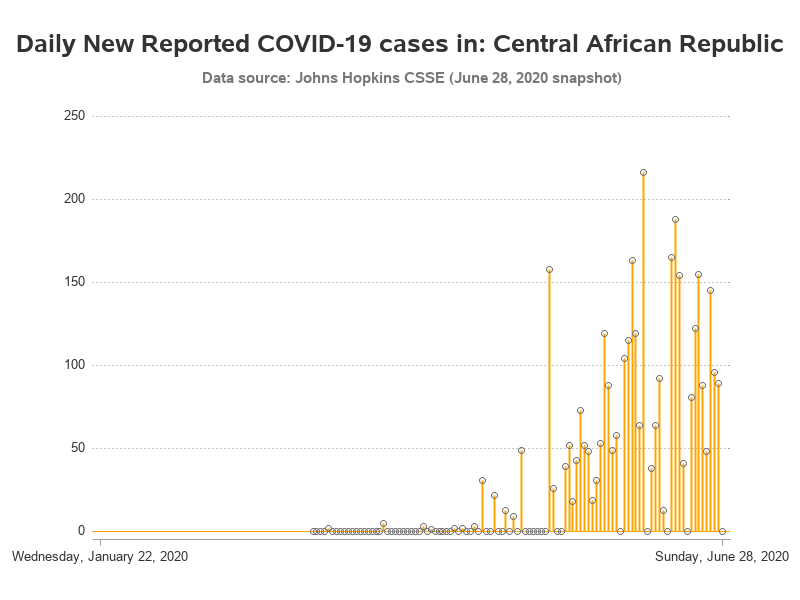 Daily New Reported COVID-19 cases in: Central African Republic
Data source: Johns Hopkins CSSE (June 28, 2020 snapshot)
250
200
150
100
50
0
Wednesday, January 22, 2020
Sunday, June 28, 2020